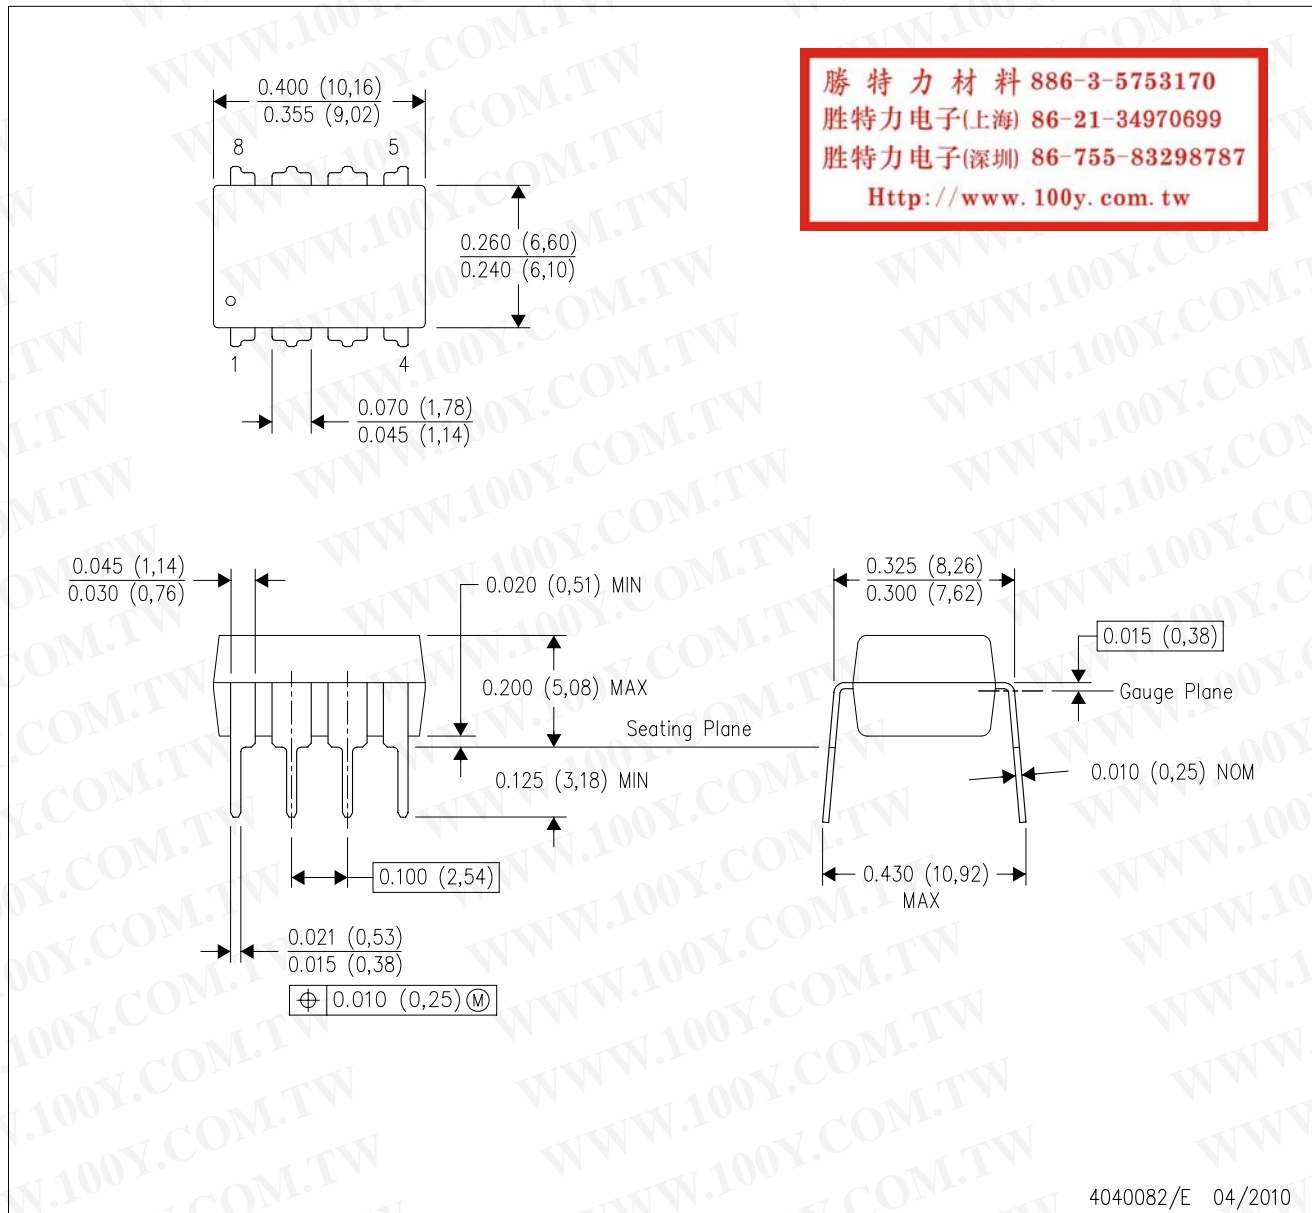 0.400 (10,16)
0.355 (9,02)
8
5
0.260 (6,60)
0.240 (6,10)
1
4
0.070 (1,78)
0.045 (1,14)
勝特力材料 886-3-5753170
胜特力电子(上海) 86-21-34970699
胜特力电子(深圳) 86-755-83298787
Http://www.100y.com.tw
0.045 (1,14)
0.030 (0,76)
0.020 (0,51) MIN
0.200 (5,08) MAX
Seating Plane
0.125 (3,18) MIN
0.100 (2,54)
0.021 (0,53)
0.015 (0,38)
⌖ 0.010 (0,25) Ⓜ
0.325 (8,26)
0.300 (7,62)
0.015 (0,38)
Gauge Plane
0.010 (0,25) NOM
0.430 (10,92)
MAX
4040082/E 04/2010
WWW.100Y.COM.TW